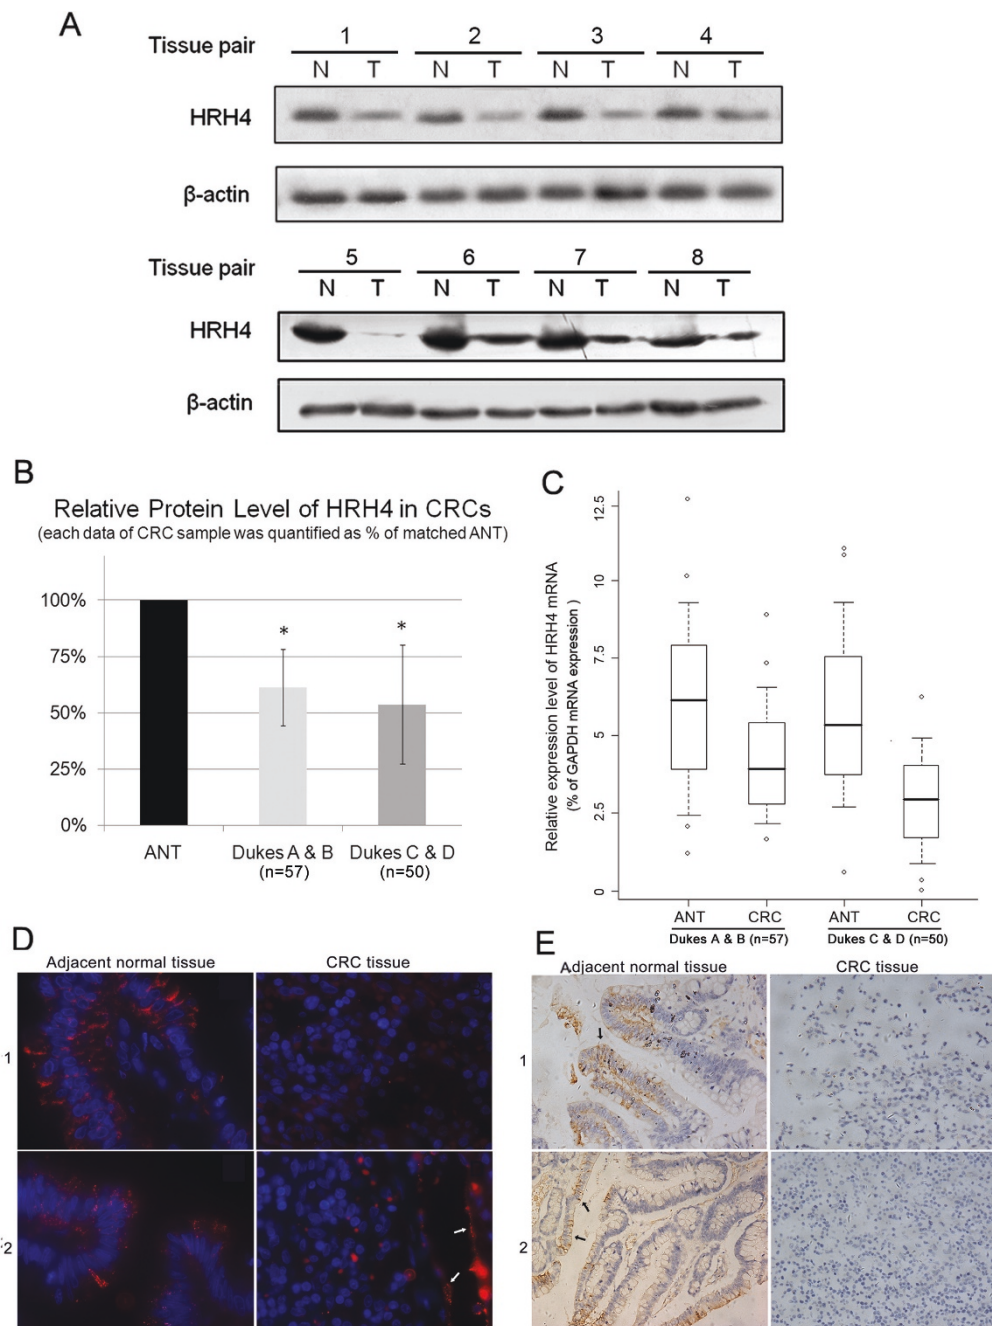 A
Tissue pair 1 2 3 4
N T N T N T N T
HRH4
β-actin
Tissue pair 5 6 7 8
N T N T N T N T
HRH4
β-actin
B
Relative Protein Level of HRH4 in CRCs
(each data of CRC sample was quantified as % of matched ANT)
100%
75%
50%
25%
0%
* *
ANT Dukes A & B Dukes C & D
(n=57) (n=50)
C
Relative expression level of HRH4 mRNA
(% of GAPDH mRNA expression )
12.5
10
7.5
5
2.5
0
ANT CRC ANT CRC
Dukes A & B (n=57) Dukes C & D (n=50)
D
Adjacent normal tissue CRC tissue
1
2
E
Adjacent normal tissue CRC tissue
1
2